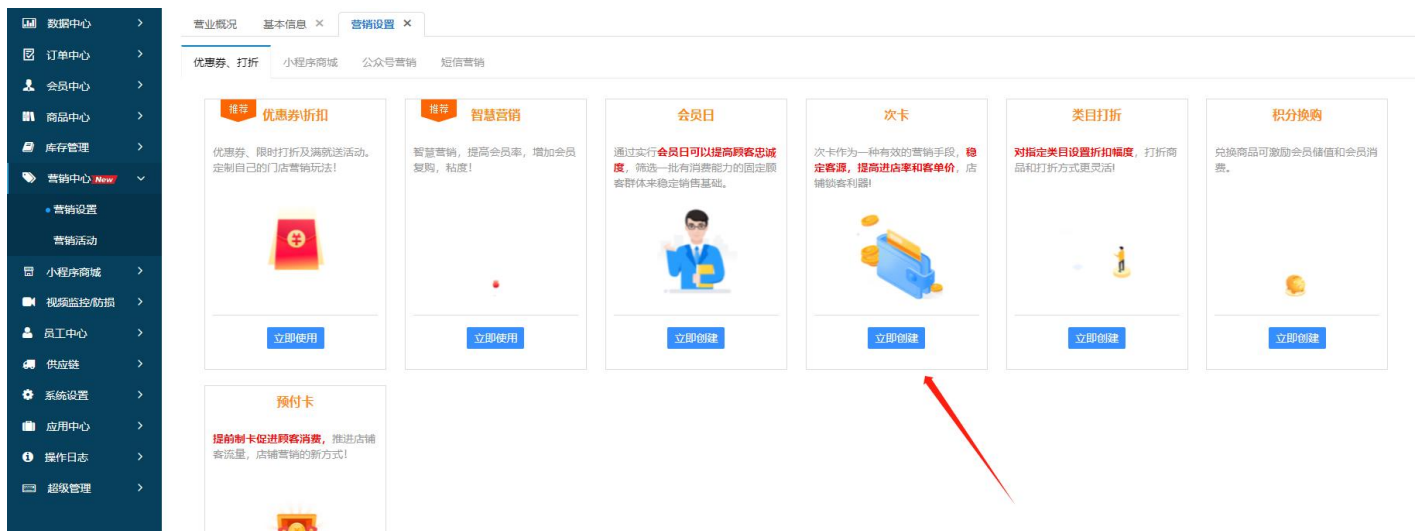 数据中心
订单中心
会员中心
商品中心
库存管理
营销中心 New
营销设置
营销活动
小程序商城
视频监控/防损
员工中心
供应链
系统设置
应用中心
操作日志
超级管理
营业概况 基本信息 × 营销设置 ×
优惠券、打折 小程序商城 公众号营销 短信营销
推荐
优惠券\折扣
优惠券、限时打折及满就送活动。
定制自己的门店营销玩法!
立即使用
推荐
智慧营销
智慧营销，提高会员率，增加会员
复购，粘度!
立即使用
会员日
通过实行会员日可以提高顾客忠诚
度，筛选一批有消费能力的固定顾
客群体来稳定销售基础。
立即创建
次卡
次卡作为一种有效的营销手段，稳
定客源，提高进店率和客单价，店
铺锁客利器!
立即创建
类目打折
对指定类目设置折扣幅度，打折商
品和打折方式更灵活!
立即创建
积分换购
兑换商品可激励会员储值和会员消
费。
立即创建
预付卡
提前制卡促进顾客消费，推进店铺
客流量，店铺营销的新方式!